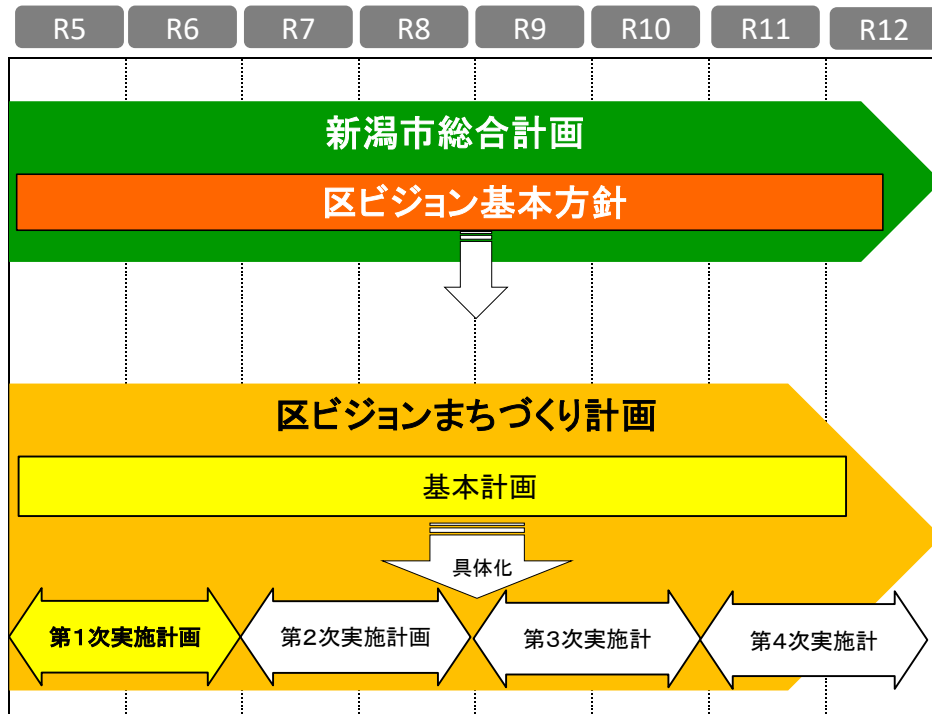 R5 R6 R7 R8 R9 R10 R11 R12
新潟市総合計画
区ビジョン基本方針
区ビジョンまちづくり計画
基本計画
具体化
第1次実施計画 第2次実施計画 第3次実施計 第4次実施計